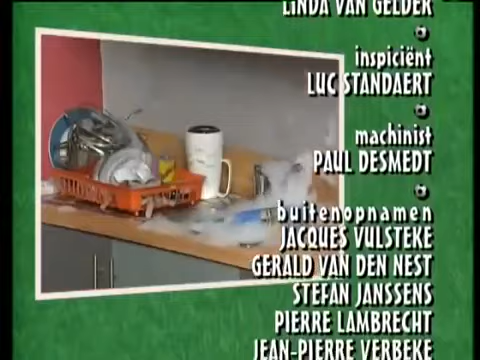 LINDA VAN GELDER
inspiciënt
LUC STANDAERT
machinist
PAUL DESMEDT
buitenopnamen
JACQUES VULSTEKE
GERALD VAN DEN NEST
STEFAN JANSSENS
PIERRE LAMBRECHT
JEAN-PIERRE VERBEKE